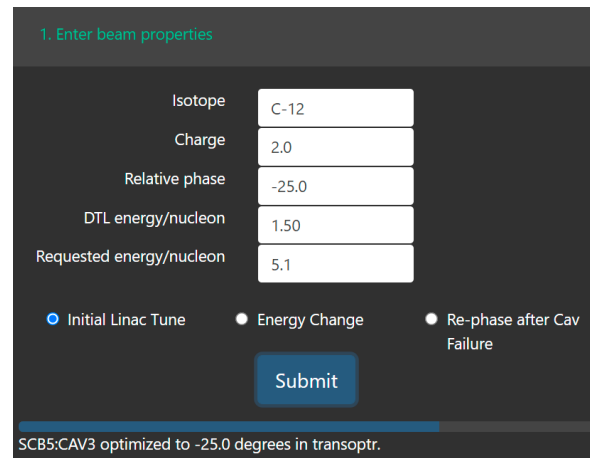 1. Enter beam properties
Isotope C-12
Charge 2.0
Relative phase -25.0
DTL energy/nucleon 1.50
Requested energy/nucleon 5.1
Initial Linac Tune Energy Change Re-phase after Cav
Failure
Submit
SCB5:CAV3 optimized to -25.0 degrees in transoptr.